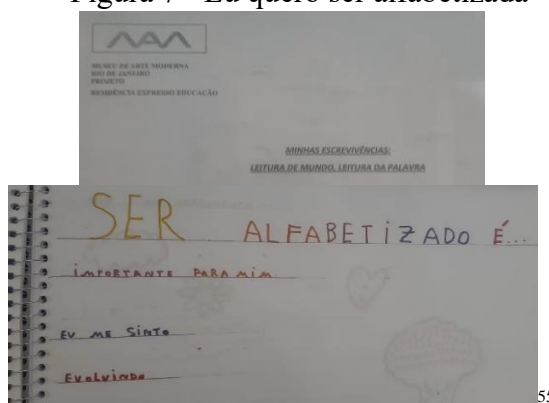 Figura 7 - Eu quero ser alfabetizada
MUSEU DE ARTE MODERNA
RIO DE JANEIRO
PROJETO
RESIDÊNCIA EXPRESSO EDUCAÇÃO
MINHAS ESCREVIVÊNCIAS:
LEITURA DE MUNDO, LEITURA DA PALAVRA
SER ALFABETIZADO É...
IMPORTANTE PARA MIM
EU ME SINTO
EVOLUINDO
55